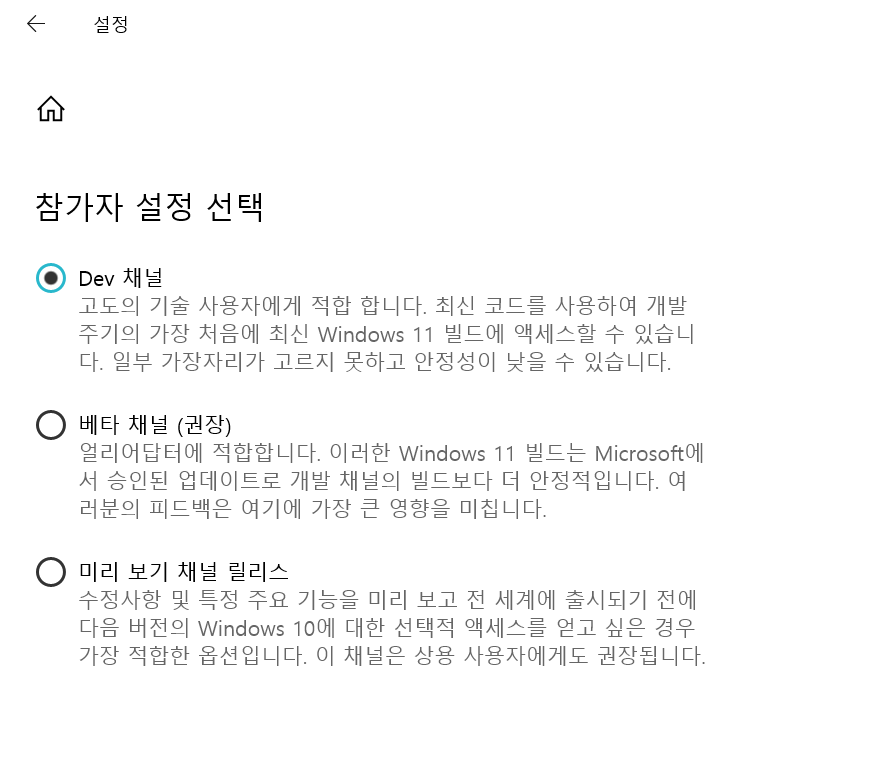 설정
참가자 설정 선택
Dev 채널
고도의 기술 사용자에게 적합 합니다. 최신 코드를 사용하여 개발
주기의 가장 처음에 최신 Windows 11 빌드에 액세스할 수 있습니
다. 일부 가장자리가 고르지 못하고 안정성이 낮을 수 있습니다.
베타 채널 (권장)
얼리어답터에 적합합니다. 이러한 Windows 11 빌드는 Microsoft에
서 승인된 업데이트로 개발 채널의 빌드보다 더 안정적입니다. 여
러분의 피드백은 여기에 가장 큰 영향을 미칩니다.
미리 보기 채널 릴리스
수정사항 및 특정 주요 기능을 미리 보고 전 세계에 출시되기 전에
다음 버전의 Windows 10에 대한 선택적 액세스를 얻고 싶은 경우
가장 적합한 옵션입니다. 이 채널은 상용 사용자에게도 권장됩니다.